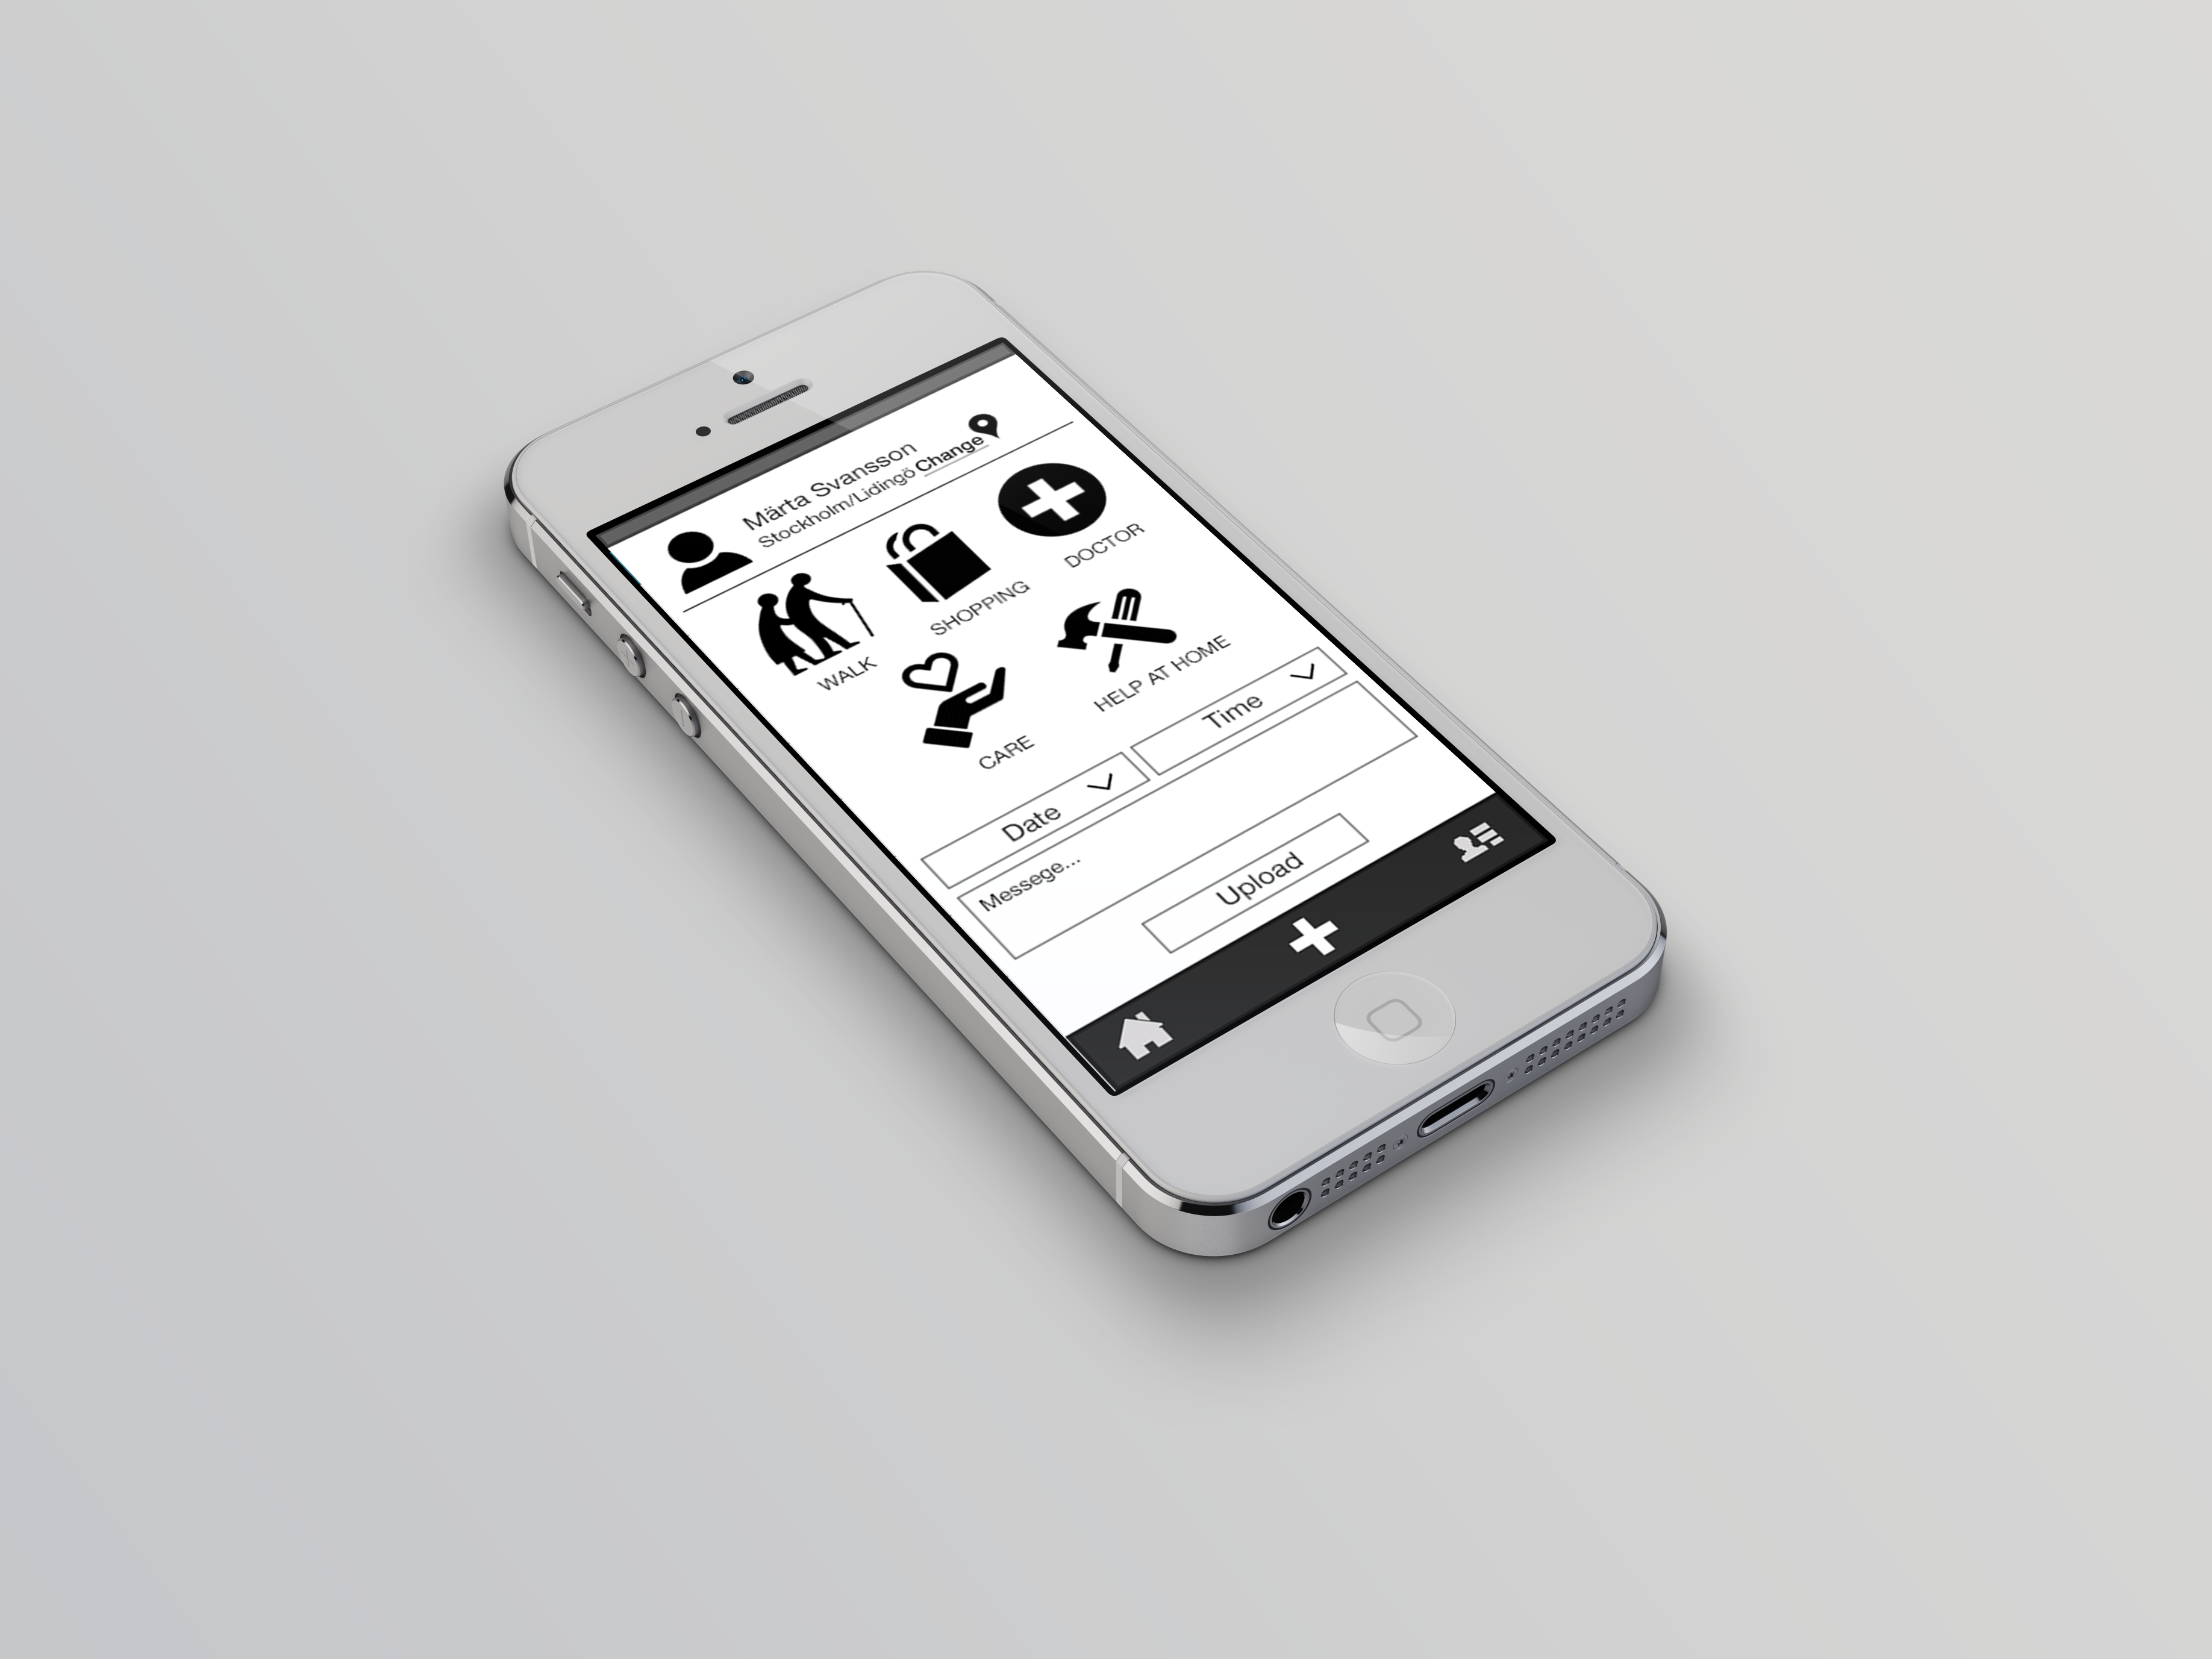 Märta Svansson
Stockholm/Lidingö Change
WALK
SHOPPING
DOCTOR
CARE
HELP AT HOME
Date
Time
Messege...
Upload